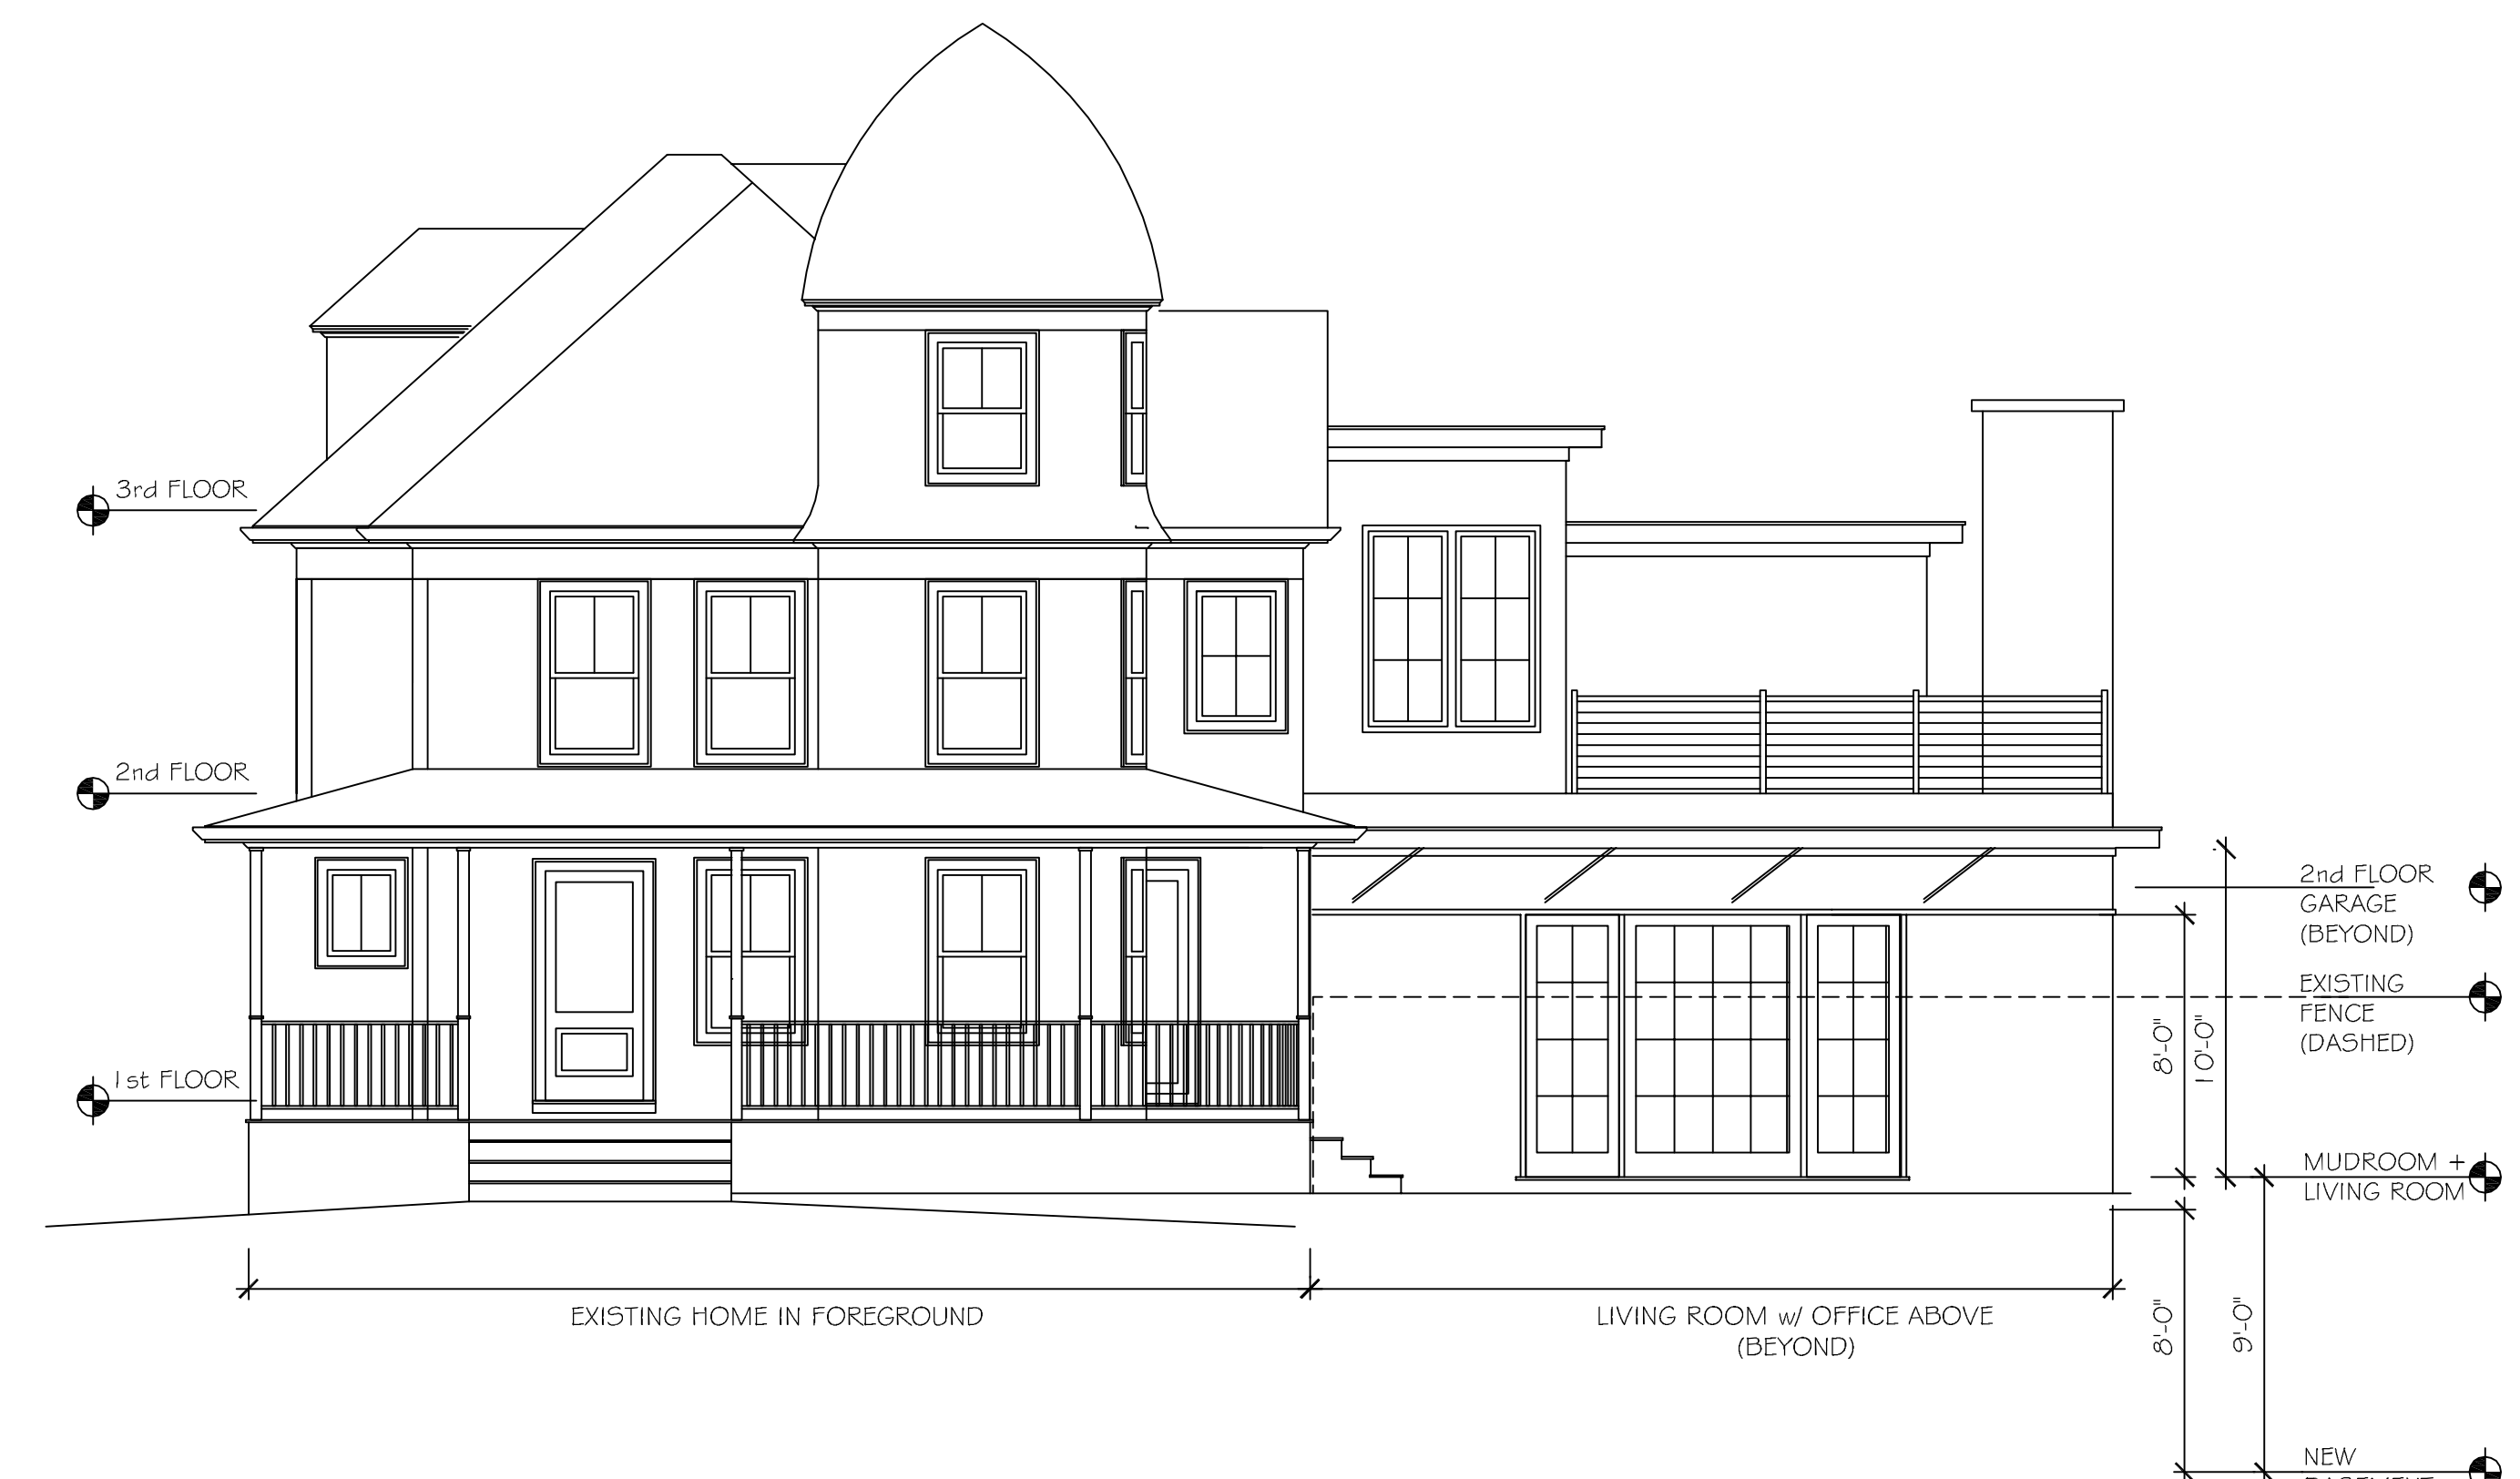 3rd FLOOR
2nd FLOOR
1st FLOOR
2nd FLOOR
GARAGE
(BEYOND)
EXISTING
FENCE
(DASHED)
8'-0"
10'-0"
MUDROOM +
LIVING ROOM
EXISTING HOME IN FOREGROUND
LIVING ROOM w/ OFFICE ABOVE
(BEYOND)
8'-0"
9'-0"
NEW